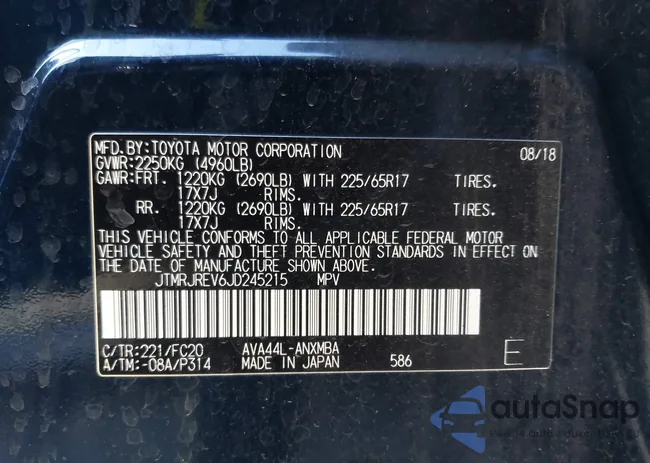 MFD.BY:TOYOTA MOTOR CORPORATION 08/18
GVWR:2250KG (4960LB)
GAWR:FRT. 1220KG (2690LB) WITH 225/65R17 TIRES.
17X7J RIMS.
RR. 1220KG (2690LB) WITH 225/65R17 TIRES.
17X7J RIMS.
THIS VEHICLE CONFORMS TO ALL APPLICABLE FEDERAL MOTOR
VEHICLE SAFETY AND THEFT PREVENTION STANDARDS IN EFFECT ON
THE DATE OF MANUFACTURE SHOWN ABOVE.
JTMRJREV6JD245215 MPV
C/TR:221/FC20 AVA44L-ANXMBA E
A/TM:-08A/P314 MADE IN JAPAN 586
autoSnap